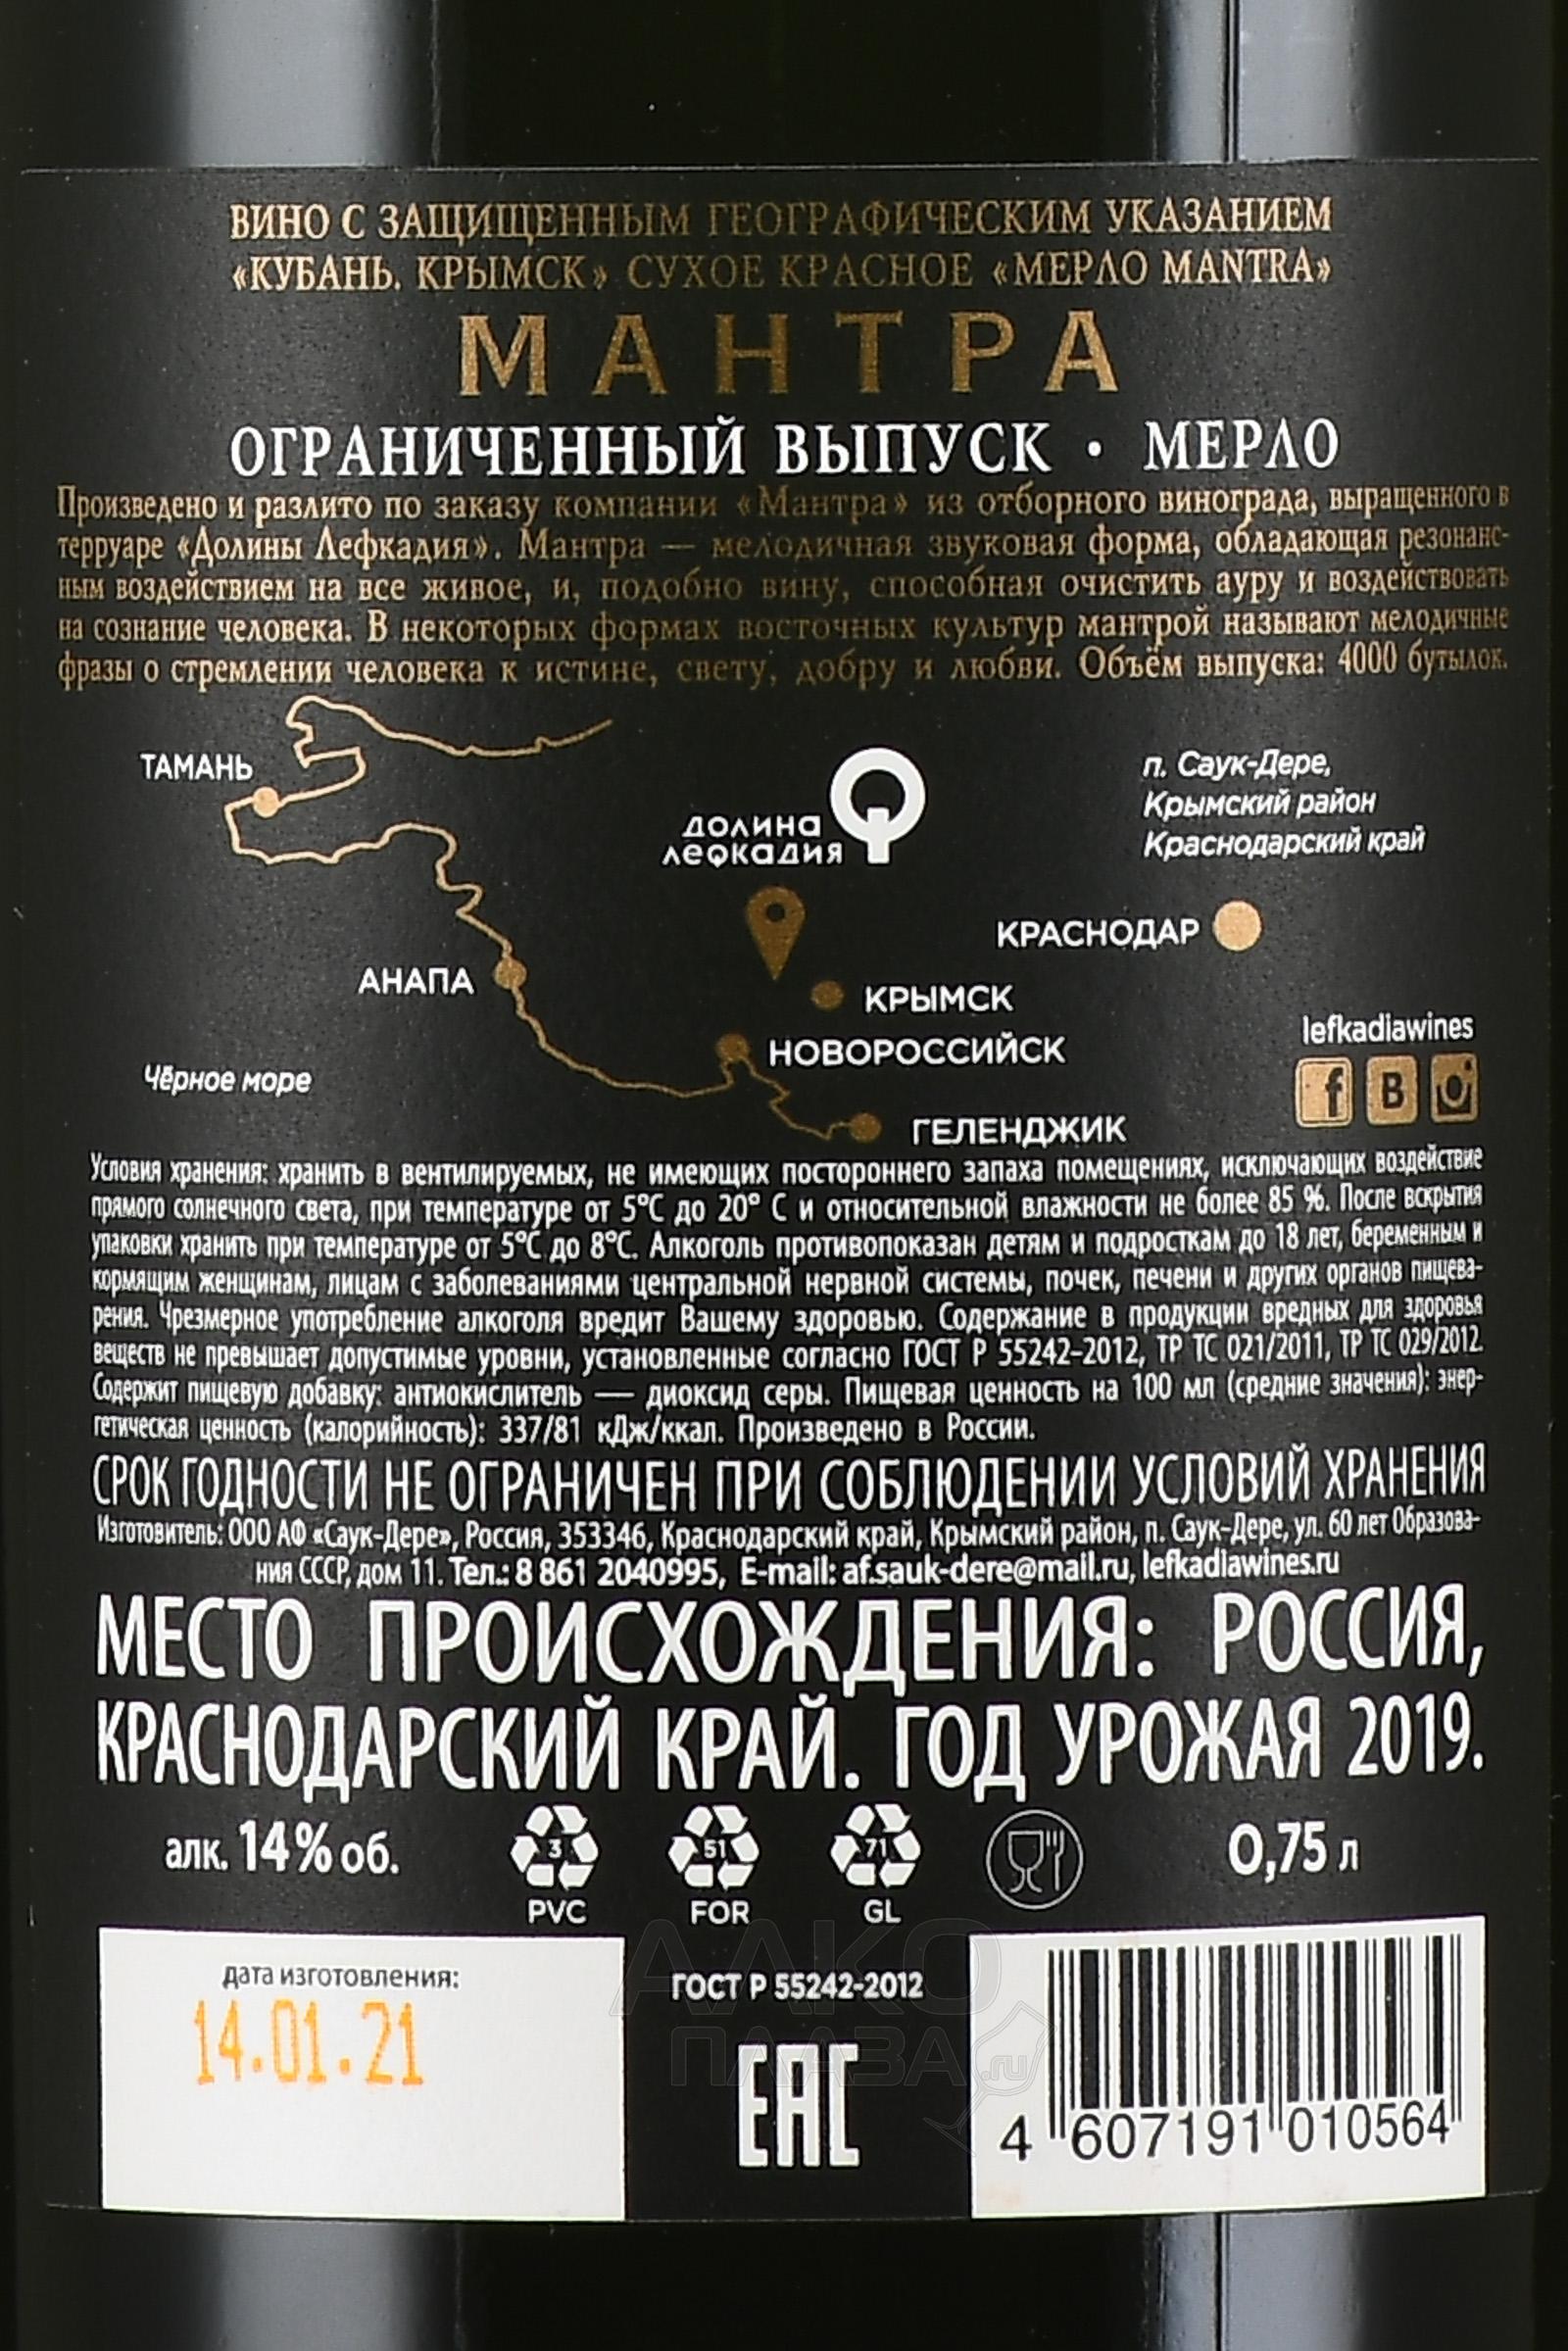 ВИНО С ЗАЩИЩЕННЫМ ГЕОГРАФИЧЕСКИМ УКАЗАНИЕМ
«КУБАНЬ. КРЫМСК» СУХОЕ КРАСНОЕ «МЕРЛО MANTRA»
МАНТРА
ОГРАНИЧЕННЫЙ ВЫПУСК · МЕРЛО
Произведено и разлито по заказу компании «Мантра» из отборного винограда, выращенного в
терруаре «Долины Лефкадия». Мантра — мелодичная звуковая форма, обладающая резонанс-
ным воздействием на все живое, и, подобно вину, способная очистить ауру и воздействовать
на сознание человека. В некоторых формах восточных культур мантрой называют мелодичные
фразы о стремлении человека к истине, свету, добру и любви. Объём выпуска: 4000 бутылок.
ТАМАНЬ
ДОЛИНА
ЛЕФКАДИЯ
п. Саук-Дере,
Крымский район
Краснодарский край
КРАСНОДАР
АНАПА
КРЫМСК
НОВОРОССИЙСК
lefkadiawines
Чёрное море
f В
ГЕЛЕНДЖИК
Условия хранения: хранить в вентилируемых, не имеющих постороннего запаха помещениях, исключающих воздействие
прямого солнечного света, при температуре от 5°C до 20° C и относительной влажности не более 85 %. После вскрытия
упаковки хранить при температуре от 5°C до 8°C. Алкоголь противопоказан детям и подросткам до 18 лет, беременным и
кормящим женщинам, лицам с заболеваниями центральной нервной системы, почек, печени и других органов пищева-
рения. Чрезмерное употребление алкоголя вредит Вашему здоровью. Содержание в продукции вредных для здоровья
веществ не превышает допустимые уровни, установленные согласно ГОСТ Р 55242-2012, ТР ТС 021/2011, ТР ТС 029/2012.
Содержит пищевую добавку: антиокислитель — диоксид серы. Пищевая ценность на 100 мл (средние значения): энер-
гетическая ценность (калорийность): 337/81 кДж/ккал. Произведено в России.
СРОК ГОДНОСТИ НЕ ОГРАНИЧЕН ПРИ СОБЛЮДЕНИИ УСЛОВИЙ ХРАНЕНИЯ
Изготовитель: ООО АФ «Саук-Дере», Россия, 353346, Краснодарский край, Крымский район, п. Саук-Дере, ул. 60 лет Образова-
ния СССР, дом 11. Тел.: 8 861 2040995, E-mail: af.sauk-dere@mail.ru, lefkadiawines.ru
МЕСТО ПРОИСХОЖДЕНИЯ: РОССИЯ,
КРАСНОДАРСКИЙ КРАЙ. ГОД УРОЖАЯ 2019.
алк. 14% об.
3
PVC
51
FOR
71
GL
0,75 л
дата изготовления:
14.01.21
ГОСТ Р 55242-2012
EAC
АЛКО
ПЛАЗА.ru
4 607191 010564